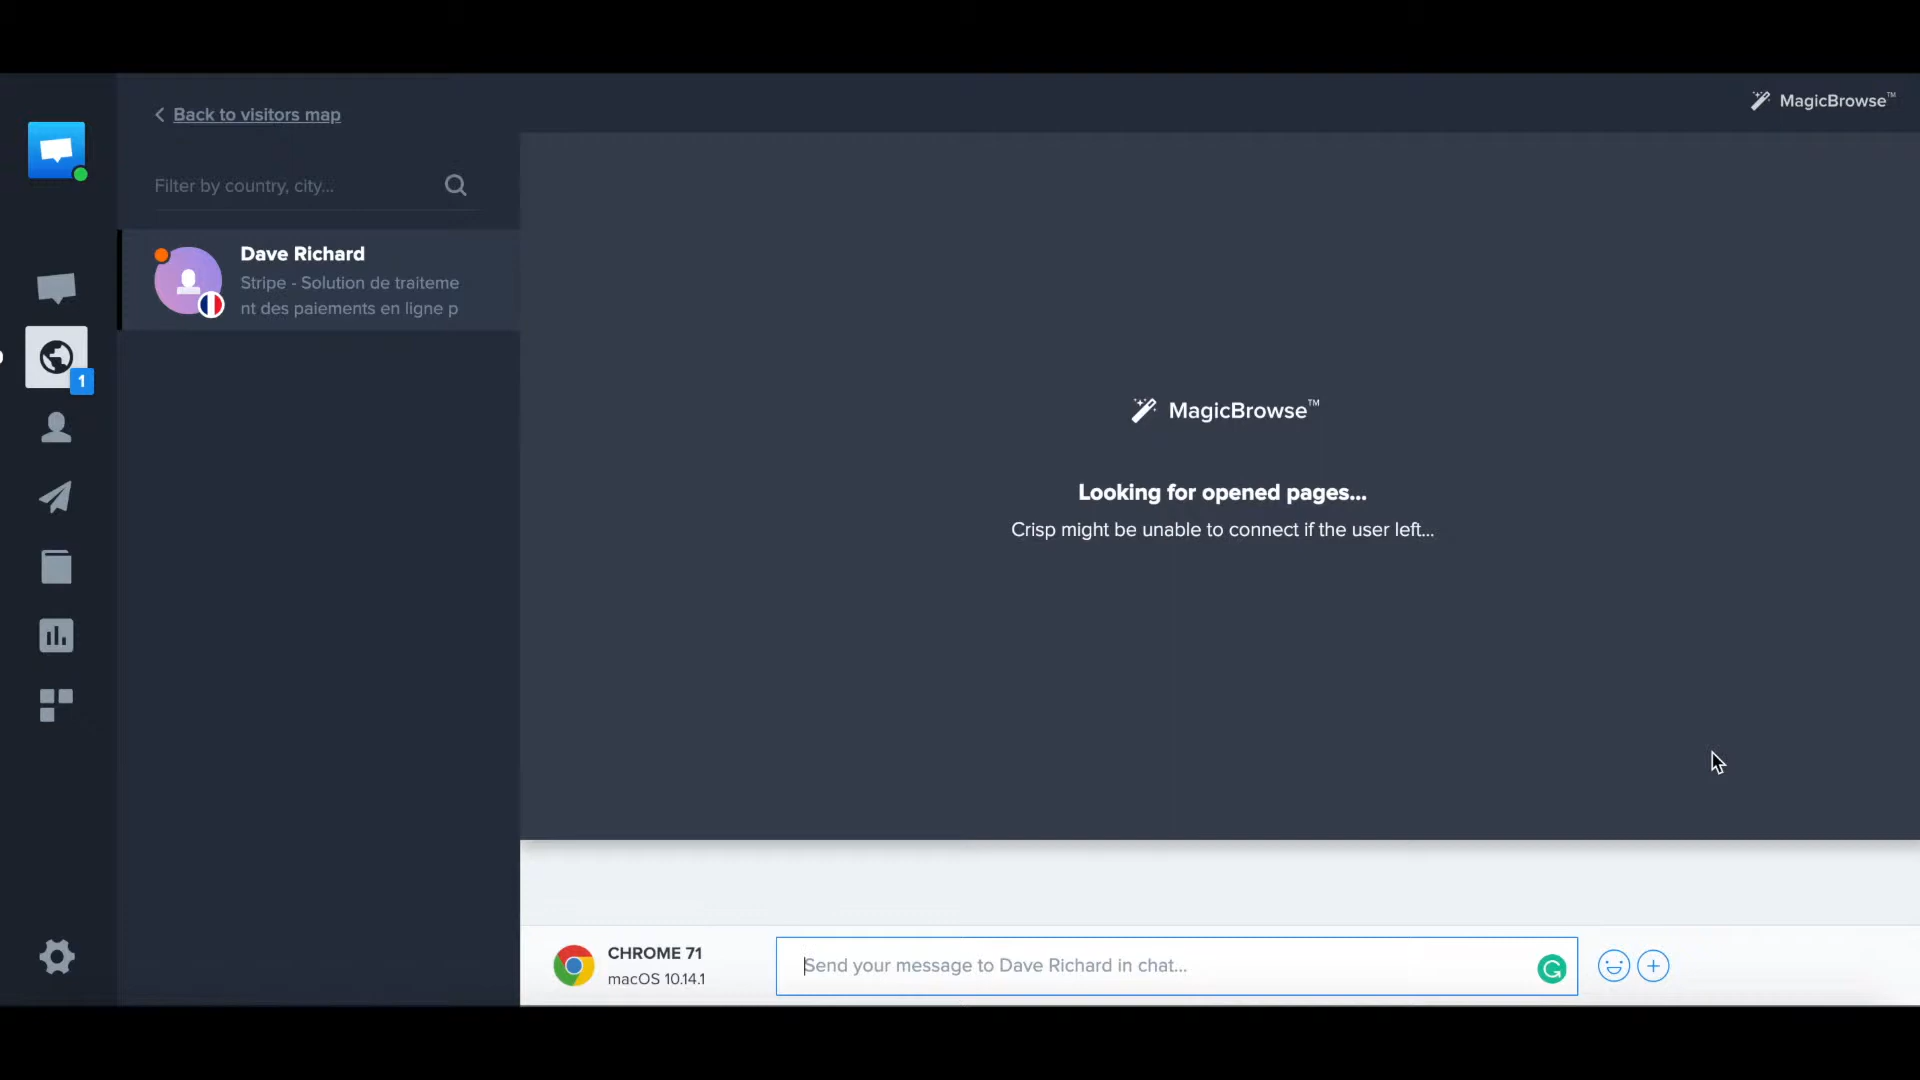 Back to visitors map
MagicBrowse™
Filter by country, city...
Dave Richard
Stripe - Solution de traiteme
nt des paiements en ligne p
1
MagicBrowse™
Looking for opened pages...
Crisp might be unable to connect if the user left...
CHROME 71
macOS 10.14.1
Send your message to Dave Richard in chat...